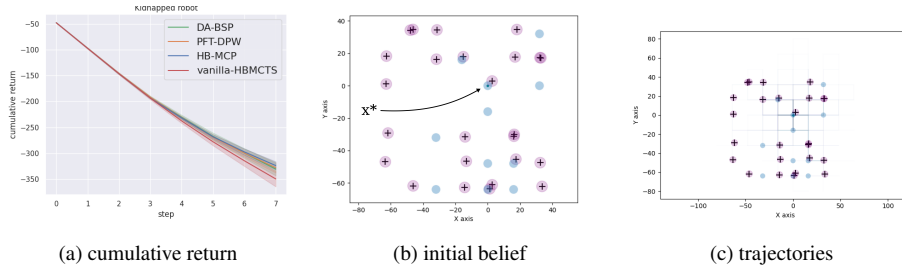 Kidnapped robot
cumulative return
−50
−100
−150
−200
−250
−300
−350
DA-BSP
PFT-DPW
HB-MCP
vanilla-HBMCTS
0 1 2 3 4 5 6 7
step
(a) cumulative return
Y axis
40
20
0
−20
−40
−60
x*
−80 −60 −40 −20 0 20 40
X axis
(b) initial belief
Y axis
80
60
40
20
0
−20
−40
−60
−80
−100 −50 0 50 100
X axis
(c) trajectories